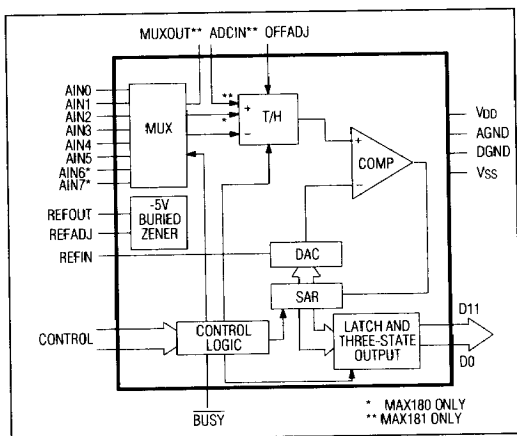 MUXOUT** ADCIN** OFFADJ
AIN0
AIN1
AIN2
AIN3
AIN4
AIN5
AIN6*
AIN7*
MUX
**
+
*
−
T/H
+
−
COMP
VDD
AGND
DGND
VSS
REFOUT
REFADJ
-5V
BURIED
ZENER
REFIN
DAC
SAR
CONTROL
CONTROL
LOGIC
LATCH AND
THREE-STATE
OUTPUT
D11
D0
BUSY
* MAX180 ONLY
** MAX181 ONLY